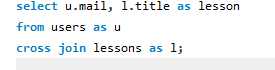 select u.mail, l.title as lesson
from users as u
cross join lessons as l;